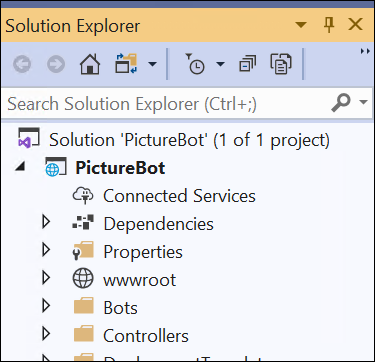 Solution Explorer
Search Solution Explorer (Ctrl+;)
Solution 'PictureBot' (1 of 1 project)
PictureBot
Connected Services
Dependencies
Properties
wwwroot
Bots
Controllers